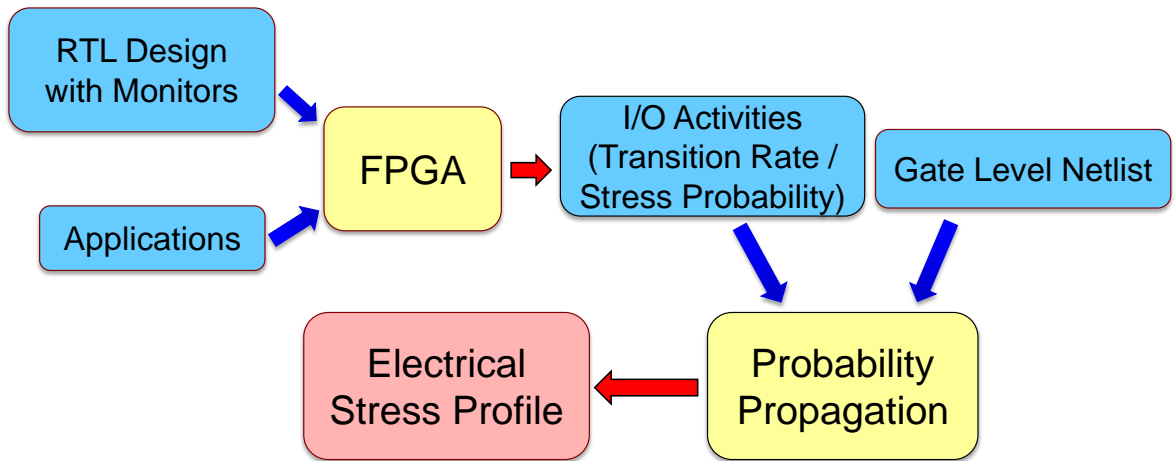 RTL Design
with Monitors
Applications
FPGA
I/O Activities
(Transition Rate /
Stress Probability)
Gate Level Netlist
Electrical
Stress Profile
Probability
Propagation